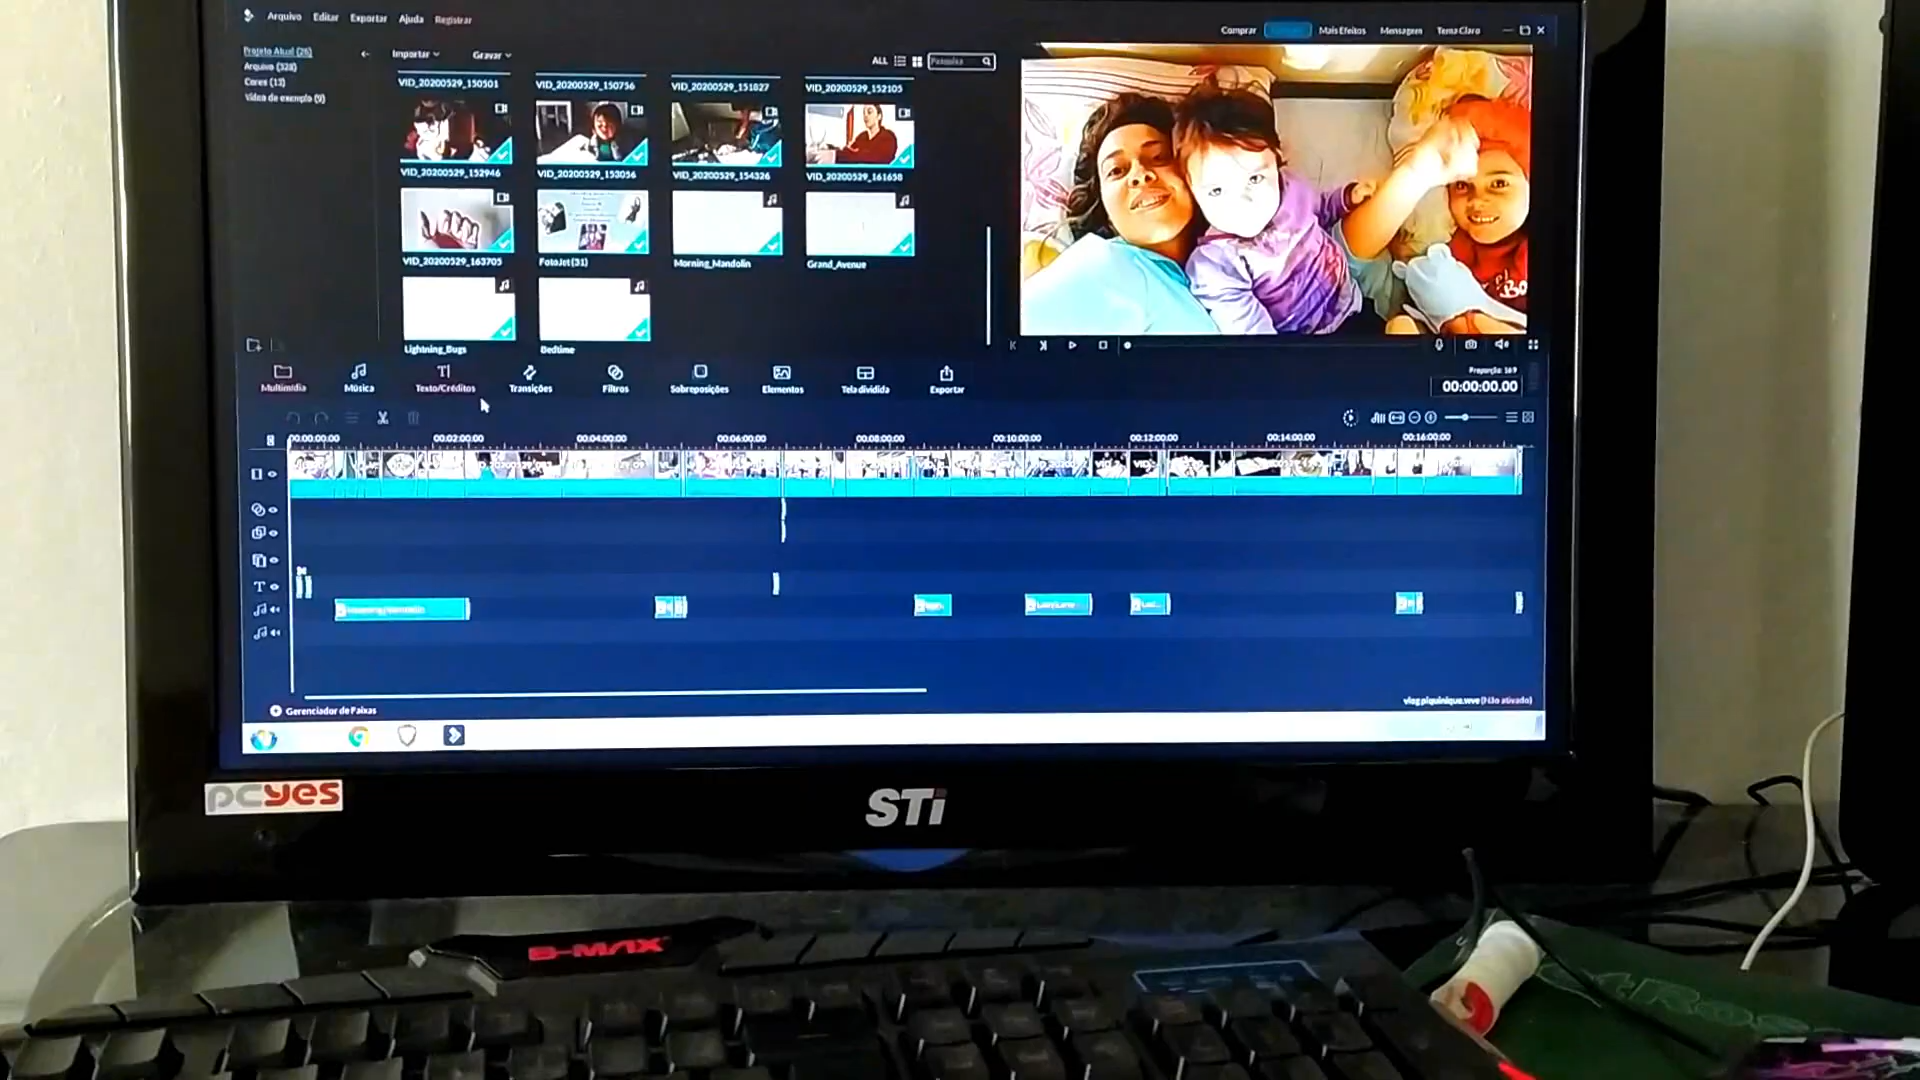 Arquivo Editar Exportar Ajuda Registrar
Comprar
Mais Efeitos Mensagem Tema Claro
Projeto Atual (26)
Arquivo (328)
Cores (13)
Vídeo de exemplo (9)
Importar Gravar
ALL Pesquisa
VID_20200529_150501 VID_20200529_150756 VID_20200529_151827 VID_20200529_152105
VID_20200529_152946 VID_20200529_153056 VID_20200529_154326 VID_20200529_161658
VID_20200529_163705 FotoJet (31) Morning_Mandolin Grand_Avenue
Lightning_Bugs Bedtime
BO
Multimídia Música Texto/Créditos Transições Filtros Sobreposições Elementos Tela dividida Exportar
Proporção: 16:9
00:00:00.00
00:00:00:00 00:02:00:00 00:04:00:00 00:06:00:00 00:08:00:00 00:10:00:00 00:12:00:00 00:14:00:00 00:16:00:00
Gerenciador de Faixas
vlog piquinique.wve (Não ativado)
pcyes
STi
B-MAX